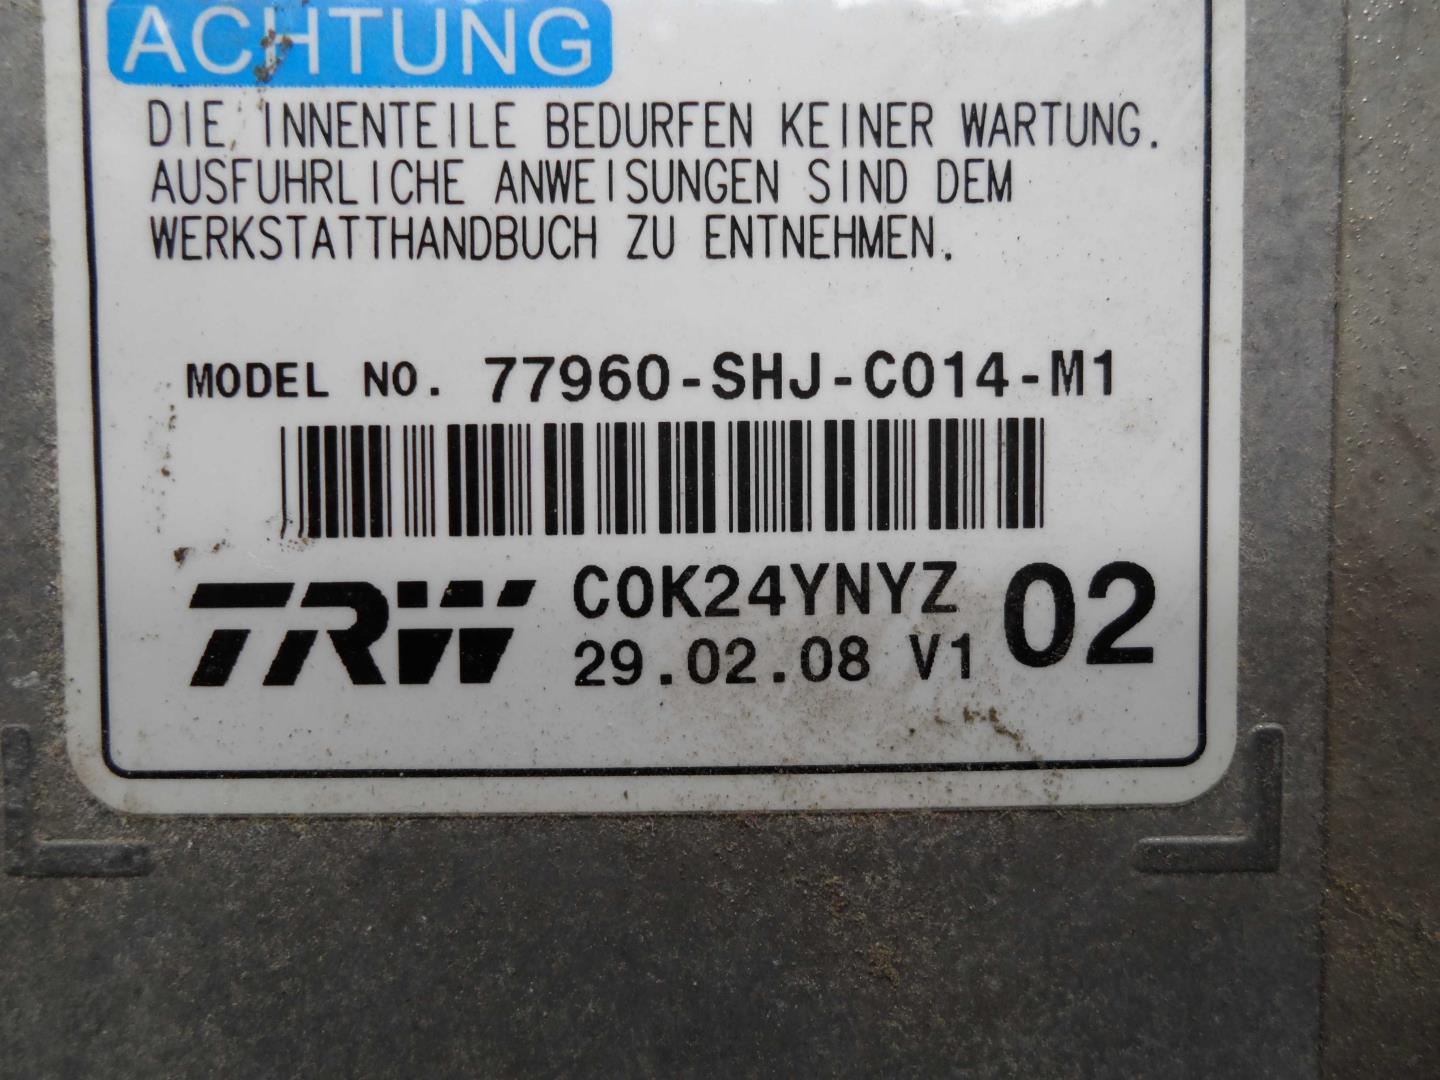 ACHTUNG
DIE INNENTEILE BEDURFEN KEINER WARTUNG.
AUSFUHRLICHE ANWEISUNGEN SIND DEM
WERKSTATTHANDBUCH ZU ENTNEHMEN.
MODEL NO. 77960-SHJ-C014-M1
TRW C0K24YNYZ 02
29.02.08 V1